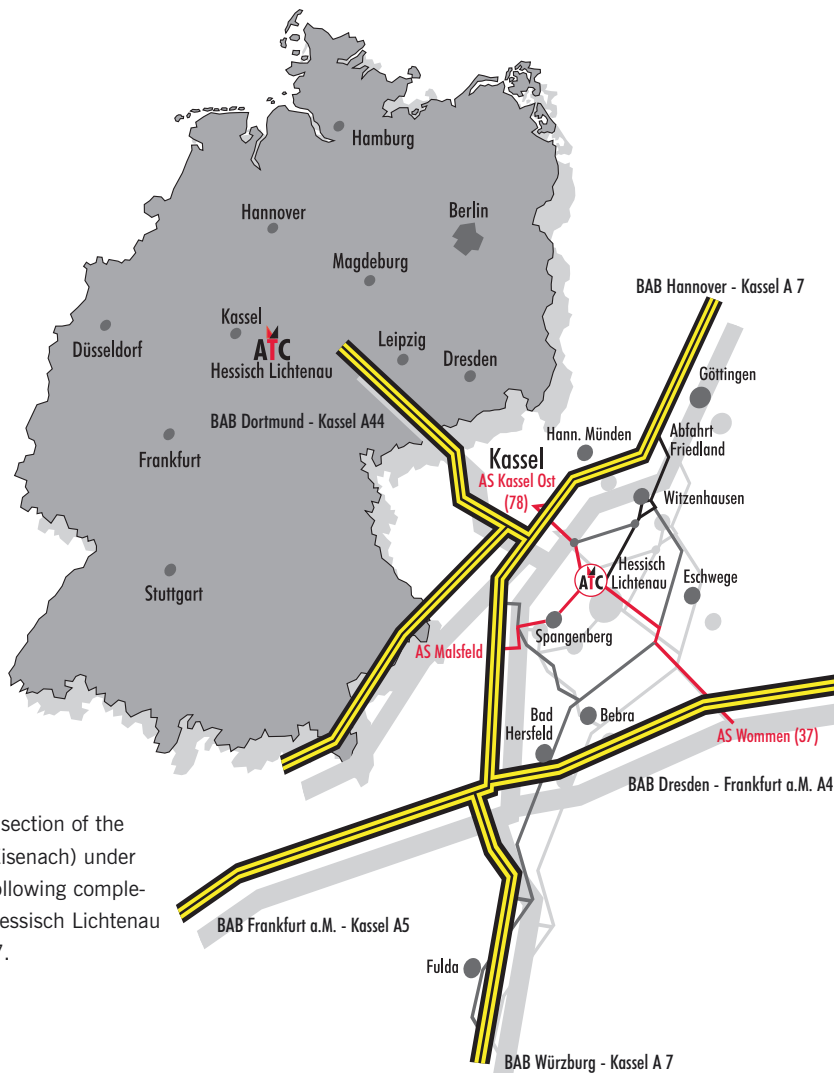 Hamburg
Hannover
Berlin
Magdeburg
BAB Hannover - Kassel A 7
Kassel
ATC
Hessisch Lichtenau
Düsseldorf
Leipzig
Dresden
Göttingen
BAB Dortmund - Kassel A44
Hann. Münden
Abfahrt
Friedland
Frankfurt
Kassel
AS Kassel Ost
(78)
Witzenhausen
Stuttgart
ATC
Hessisch
Lichtenau
Eschwege
Spangenberg
AS Malsfeld
Bad
Hersfeld
Bebra
AS Wommen (37)
BAB Dresden - Frankfurt a.M. A4
section of the
isenach) under
ollowing comple-
essisch Lichtenau
BAB Frankfurt a.M. - Kassel A5
Fulda
BAB Würzburg - Kassel A 7